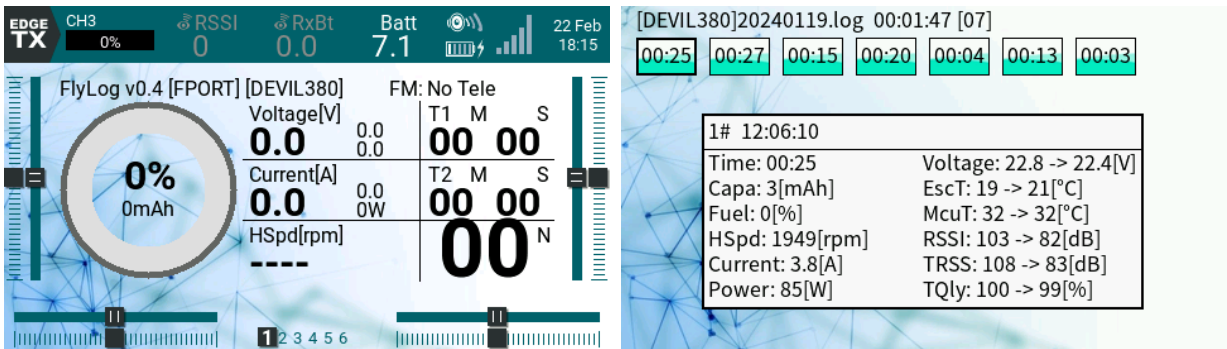 EDGE TX CH3 RSSI RxBt Batt 22 Feb
0% 0 0.0 7.1 18:15
FlyLog v0.4 [FPORT] [DEVIL380] FM: No Tele
Voltage[V] T1 M S
0.0 0.0 0.0 00 00
0%
0mAh
Current[A] T2 M S
0.0 0.0 0W 00 00
HSpd[rpm] 00 N
----
1 2 3 4 5 6
[DEVIL380]20240119.log 00:01:47 [07]
00:25 00:27 00:15 00:20 00:04 00:13 00:03
1# 12:06:10
Time: 00:25 Voltage: 22.8 -> 22.4[V]
Capa: 3[mAh] EscT: 19 -> 21[°C]
Fuel: 0[%] McuT: 32 -> 32[°C]
HSpd: 1949[rpm] RSSI: 103 -> 82[dB]
Current: 3.8[A] TRSS: 108 -> 83[dB]
Power: 85[W] TQly: 100 -> 99[%]